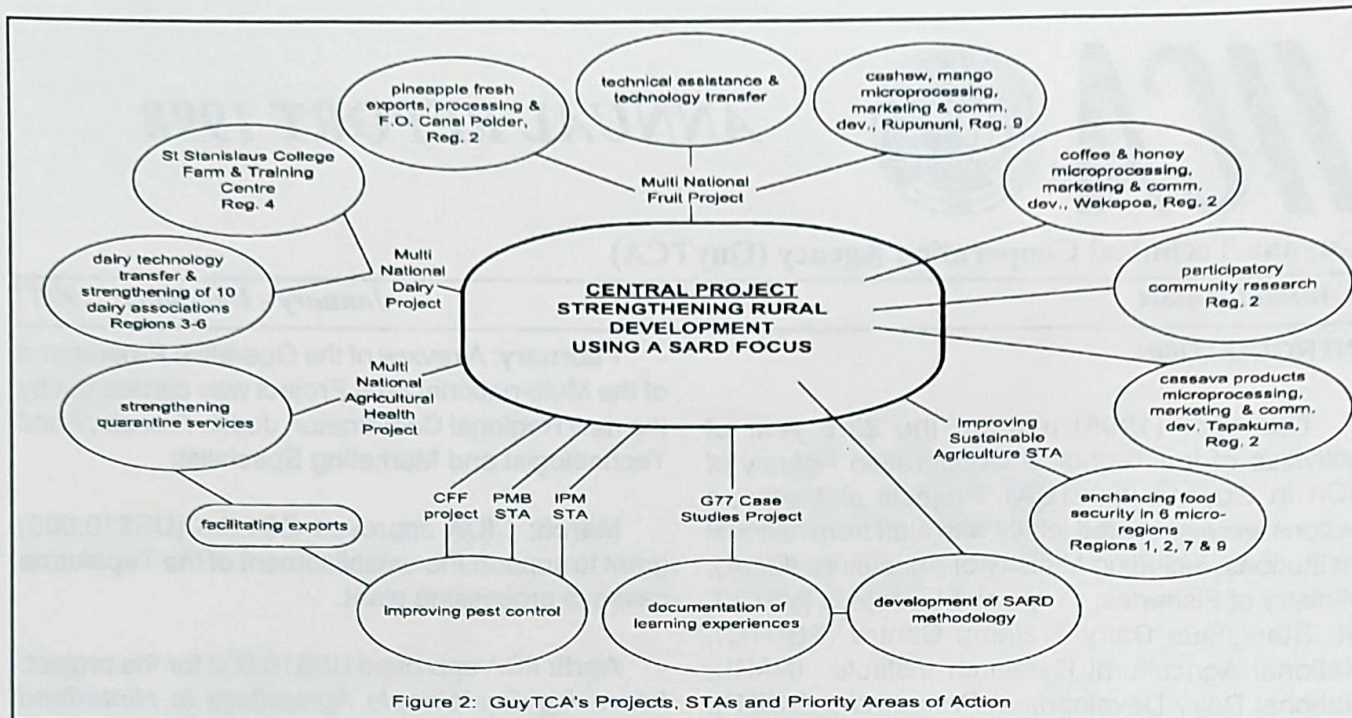 pineapple fresh
exports, processing &
F.O. Canal Polder,
Reg. 2
technical assistance &
technology transfer
cashew, mango
microprocessing,
marketing & comm.
dev., Rupununi, Reg. 9
St Stanislaus College
Farm & Training
Centre
Reg. 4
Multi National
Fruit Project
coffee & honey
microprocessing,
marketing & comm.
dev., Wakapoa, Reg. 2
dairy technology
transfer &
strengthening of 10
dairy associations
Regions 3-6
Multi
National
Dairy
Project
CENTRAL PROJECT
STRENGTHENING RURAL
DEVELOPMENT
USING A SARD FOCUS
participatory
community research
Reg. 2
strengthening
quarantine services
Multi
National
Agricultural
Health
Project
cassava products
microprocessing,
marketing & comm.
dev, Tapakuma,
Reg. 2
Improving
Sustainable
Agriculture STA
facilitating exports
CFF
project
PMB
STA
IPM
STA
G77 Case
Studies Project
enchancing food
security in 6 micro-
regions
Regions 1, 2, 7 & 9
Improving pest control
documentation of
learning experiences
development of SARD
methodology
Figure 2: GuyTCA's Projects, STAs and Priority Areas of Action